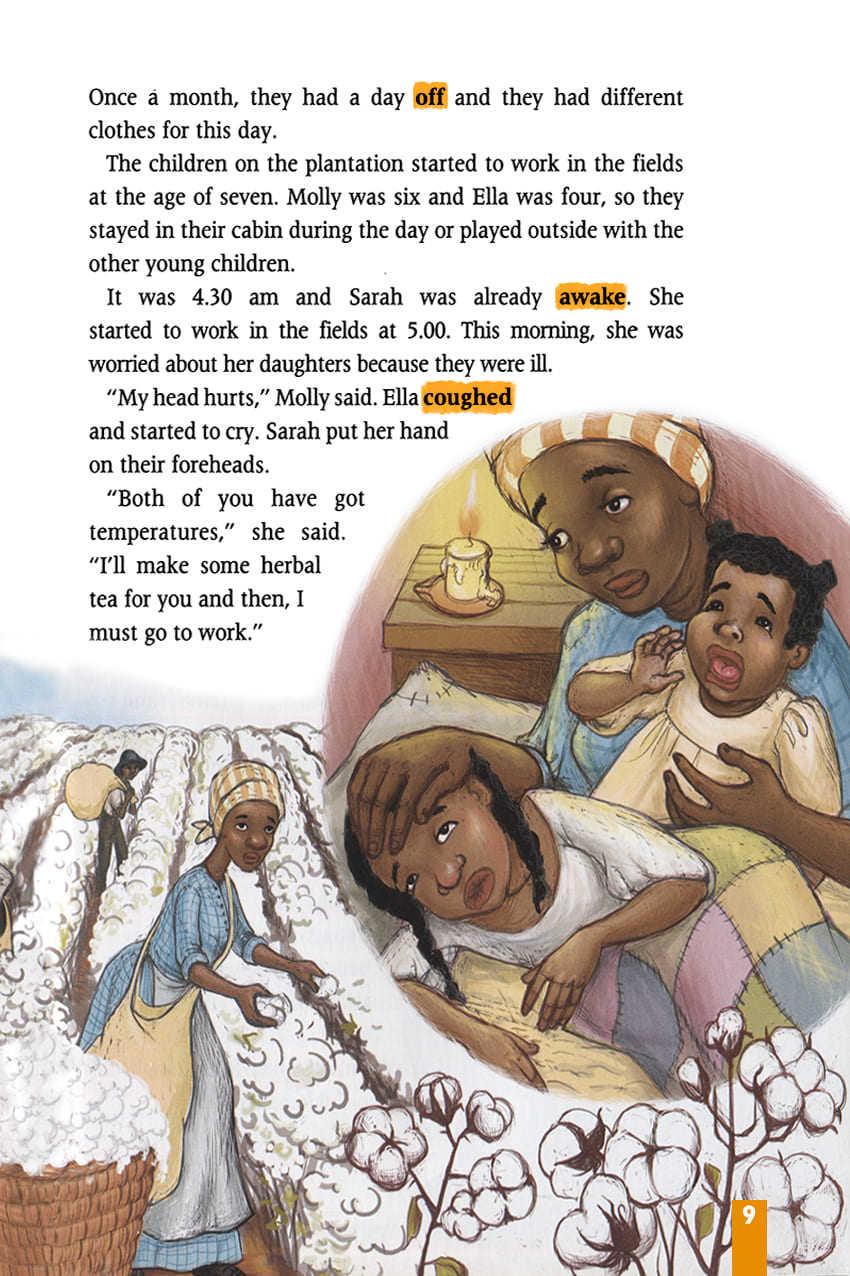 Once a month, they had a day off and they had different
clothes for this day.
The children on the plantation started to work in the fields
at the age of seven. Molly was six and Ella was four, so they
stayed in their cabin during the day or played outside with the
other young children.
It was 4.30 am and Sarah was already awake. She
started to work in the fields at 5.00. This morning, she was
worried about her daughters because they were ill.
“My head hurts,” Molly said. Ella coughed
and started to cry. Sarah put her hand
on their foreheads.
“Both of you have got
temperatures,” she said.
“I’ll make some herbal
tea for you and then, I
must go to work.”
9